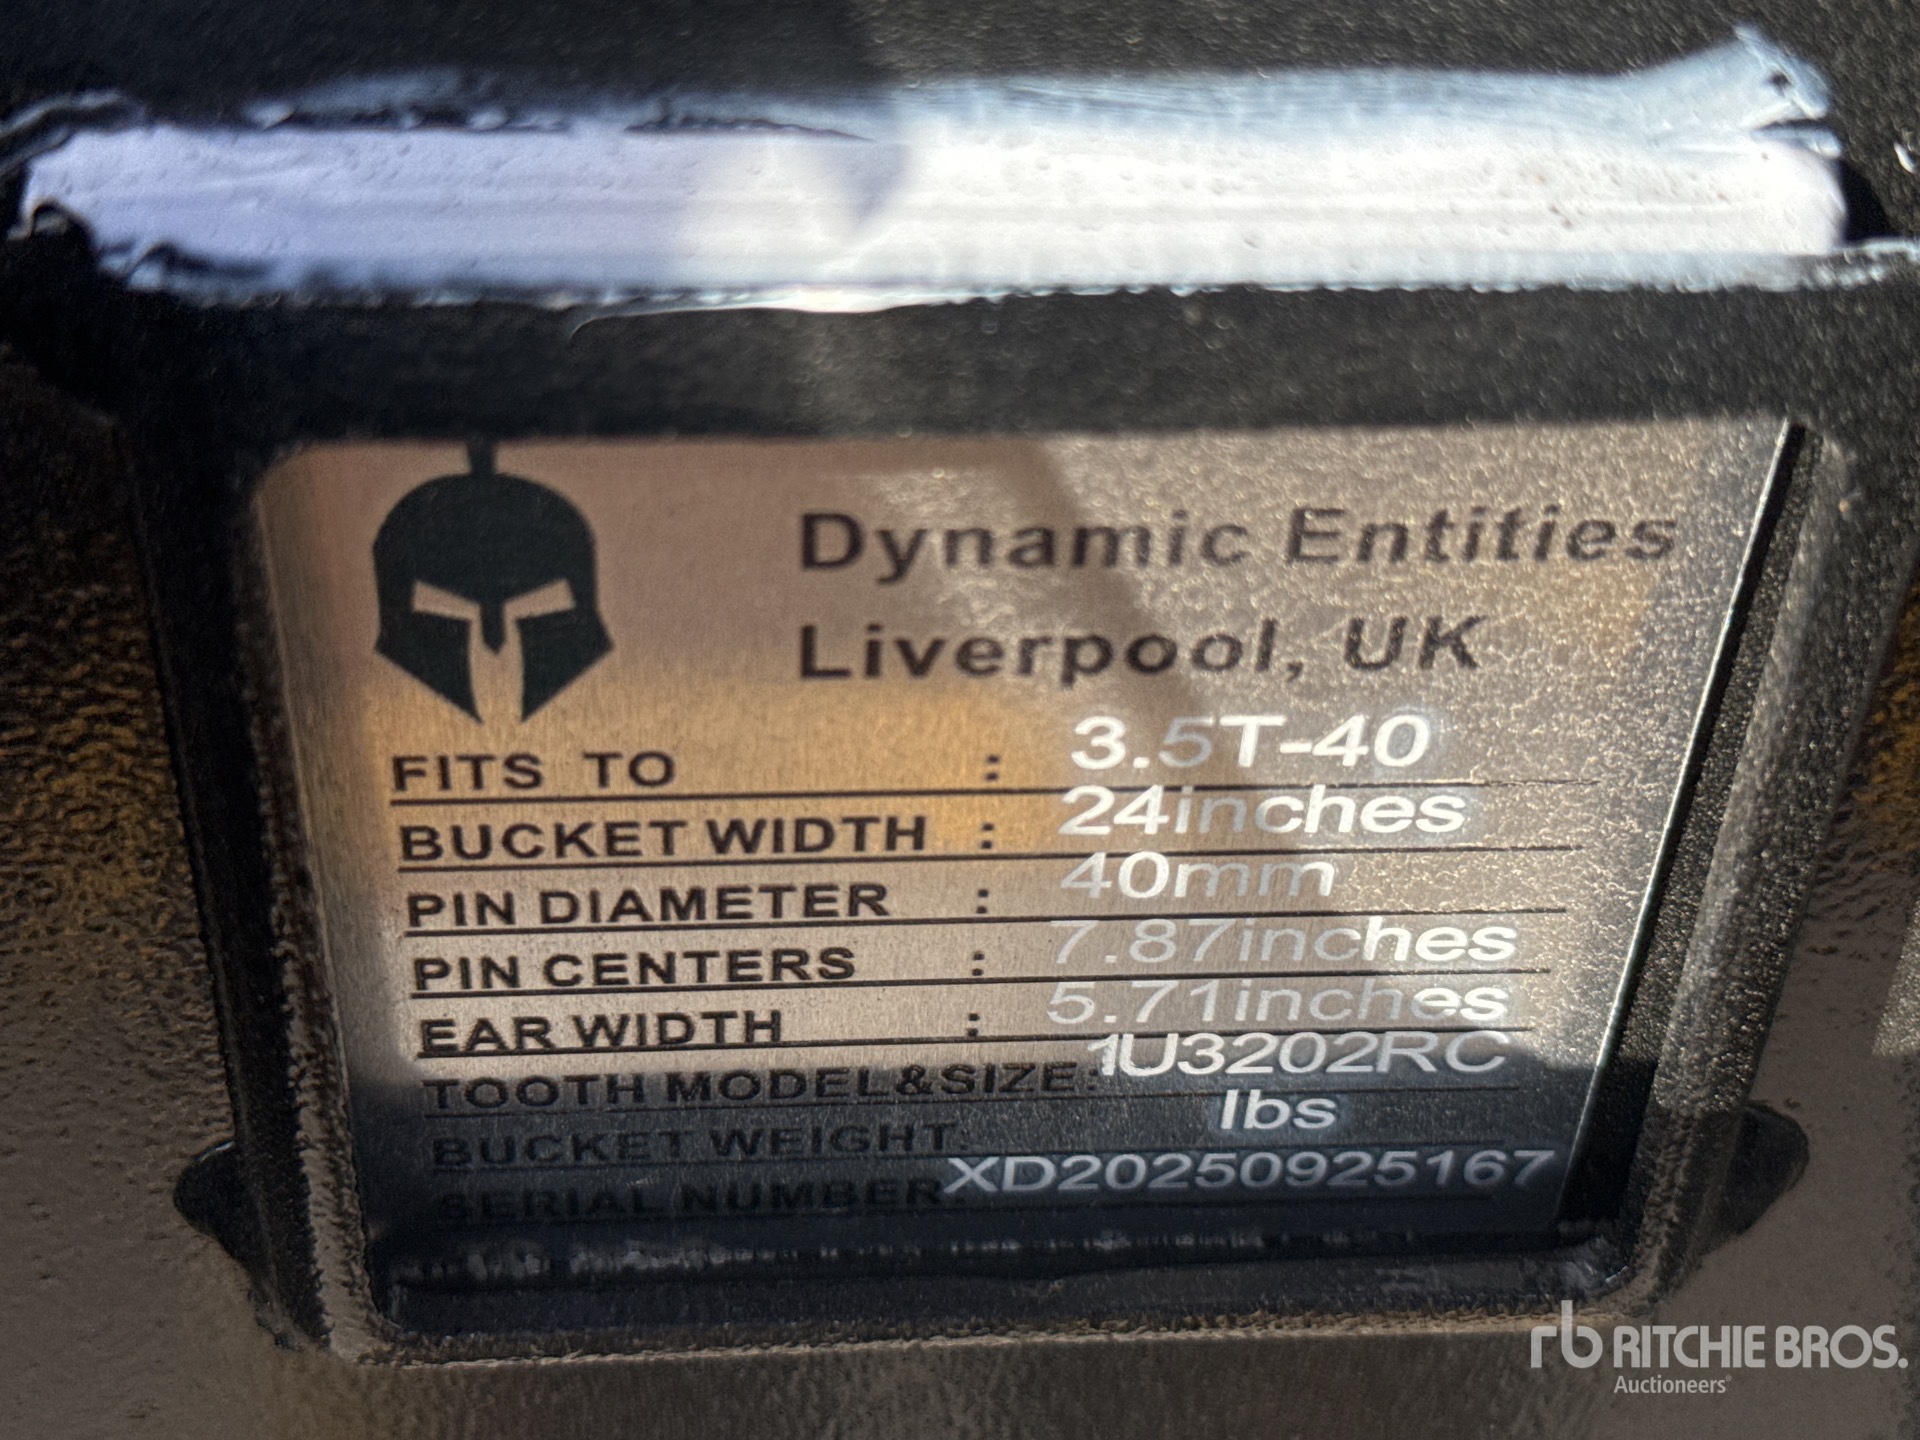 Dynamic Entities
Liverpool, UK
FITS TO : 3.5T-40
BUCKET WIDTH : 24inches
PIN DIAMETER : 40mm
PIN CENTERS : 7.87inches
EAR WIDTH : 5.71inches
TOOTH MODEL&SIZE: 1U3202RC
BUCKET WEIGHT: lbs
SERIAL NUMBER: XD20250925167
rb RITCHIE BROS.
Auctioneers